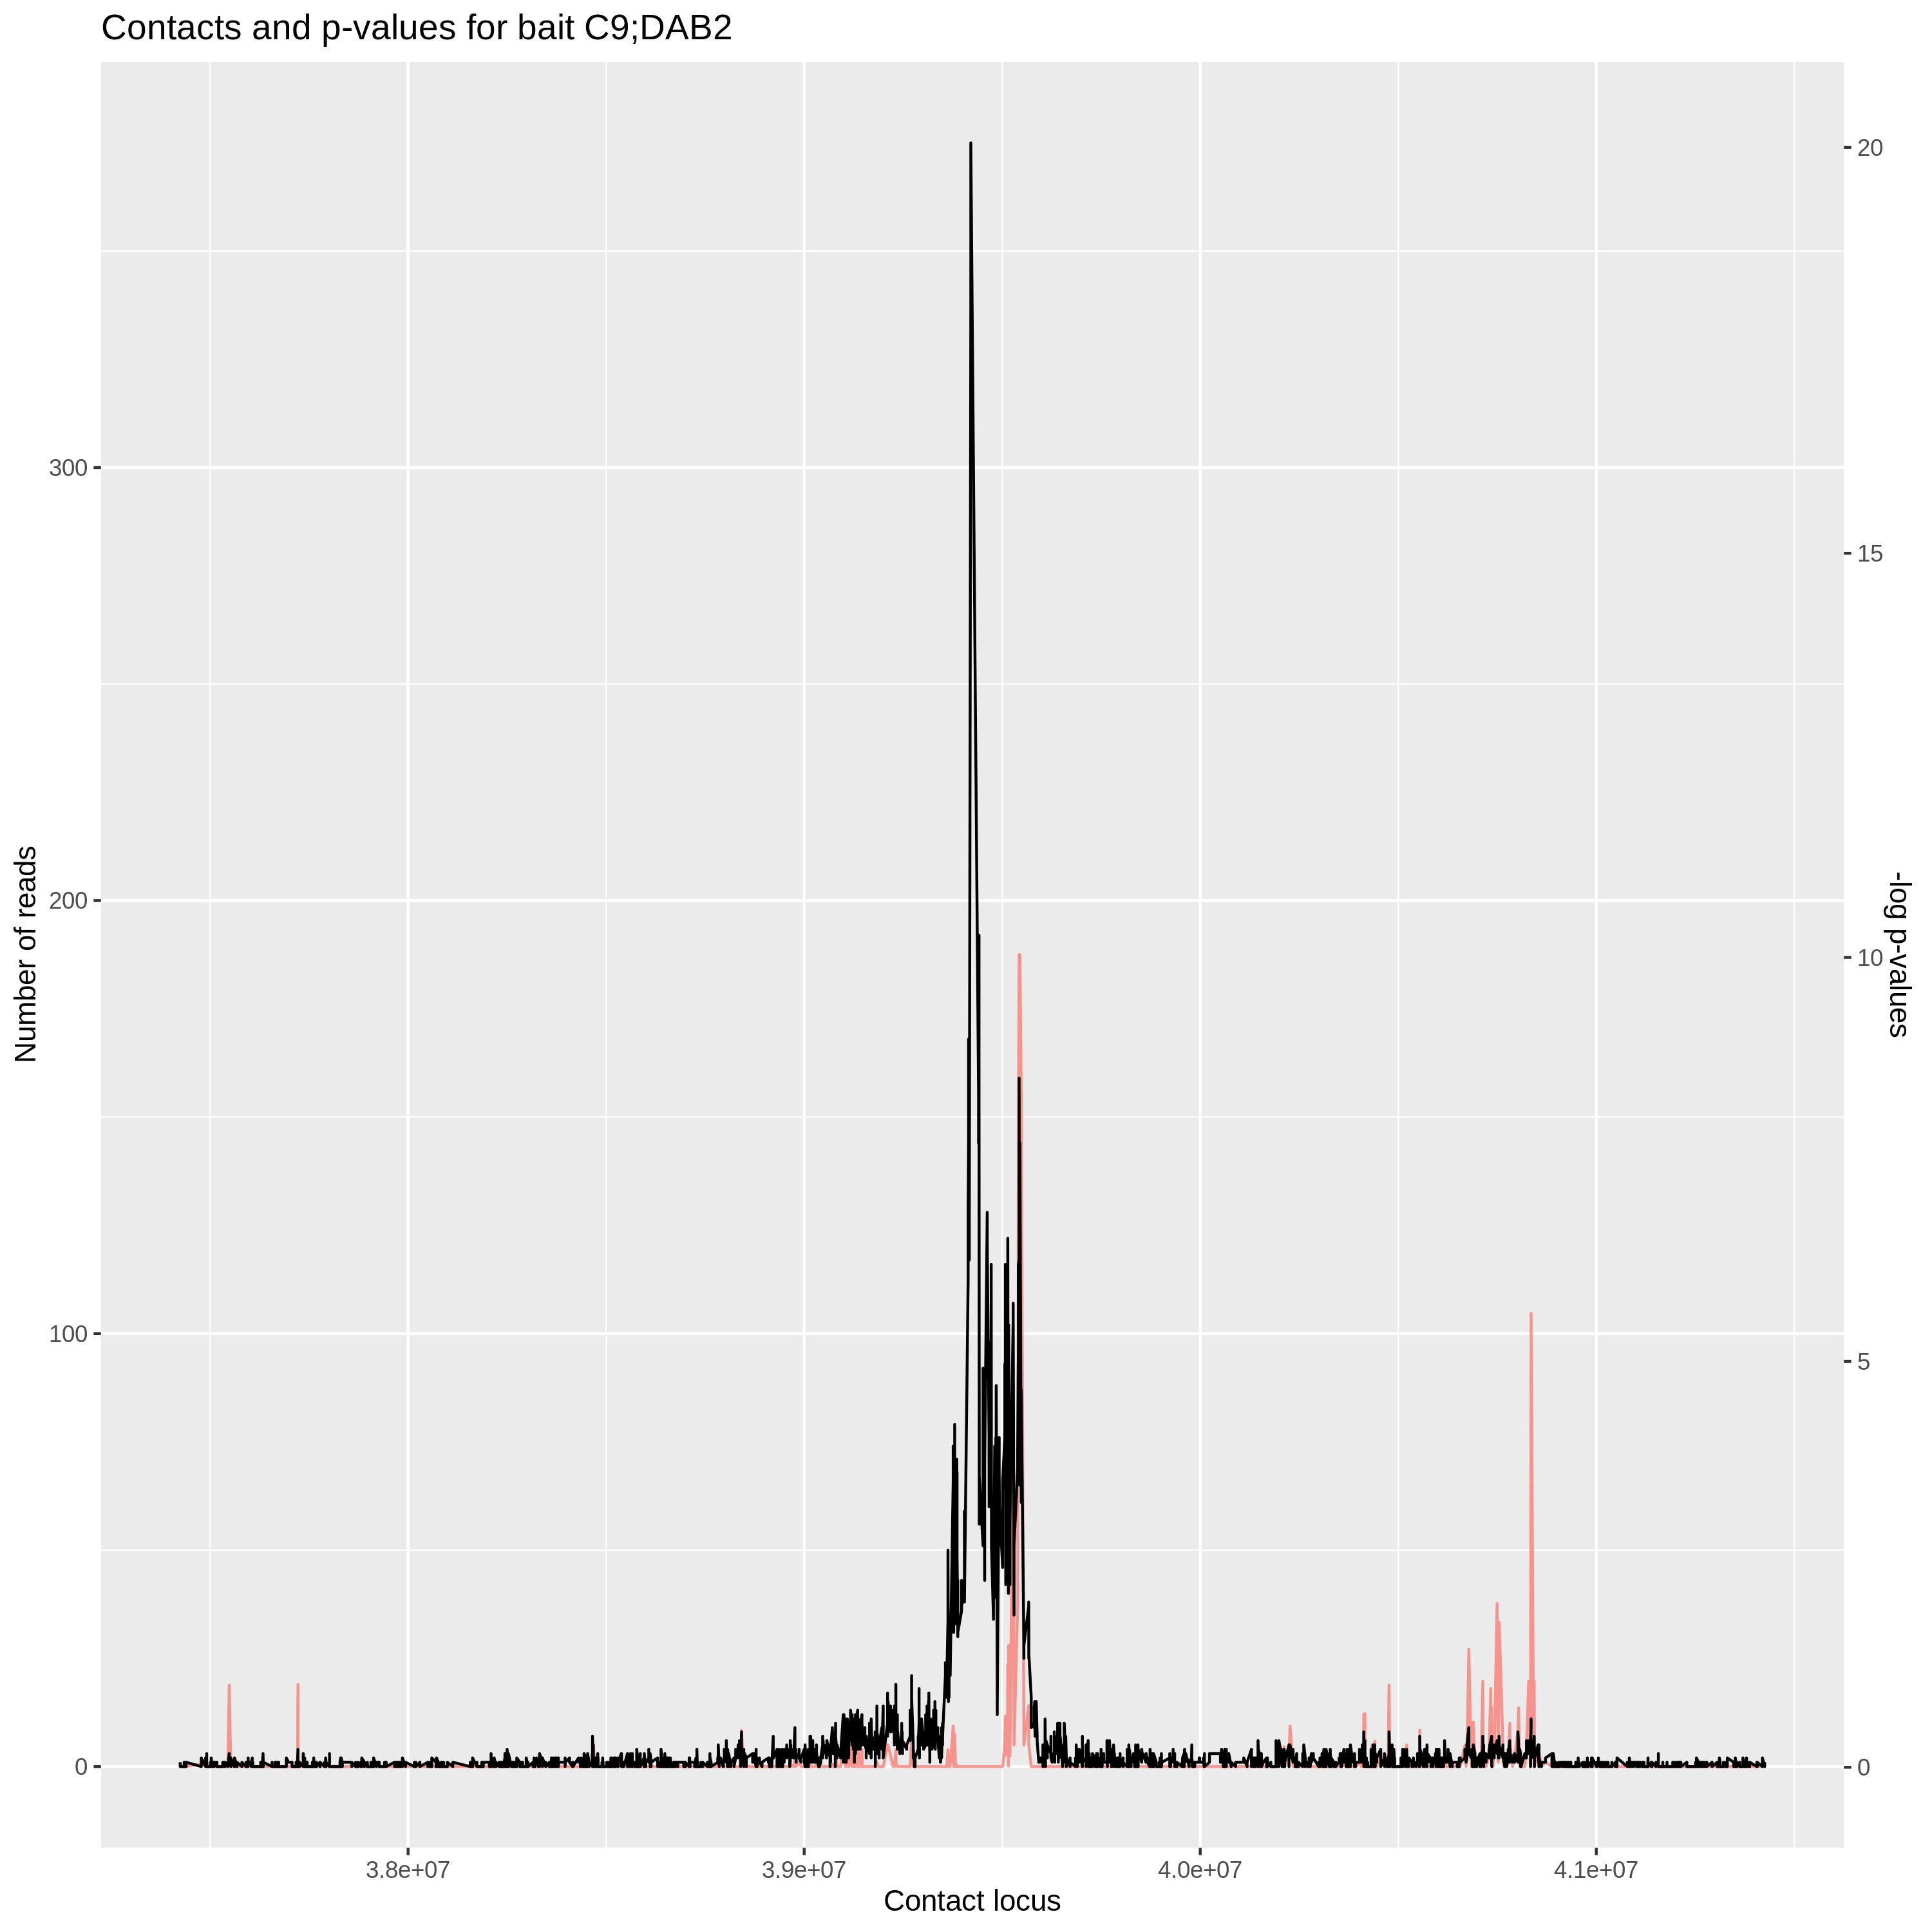 Contacts and p-values for bait C9;DAB2
Number of reads
300
200
100
0
20
15
10
5
0
-log p-values
3.8e+07
3.9e+07
4.0e+07
4.1e+07
Contact locus